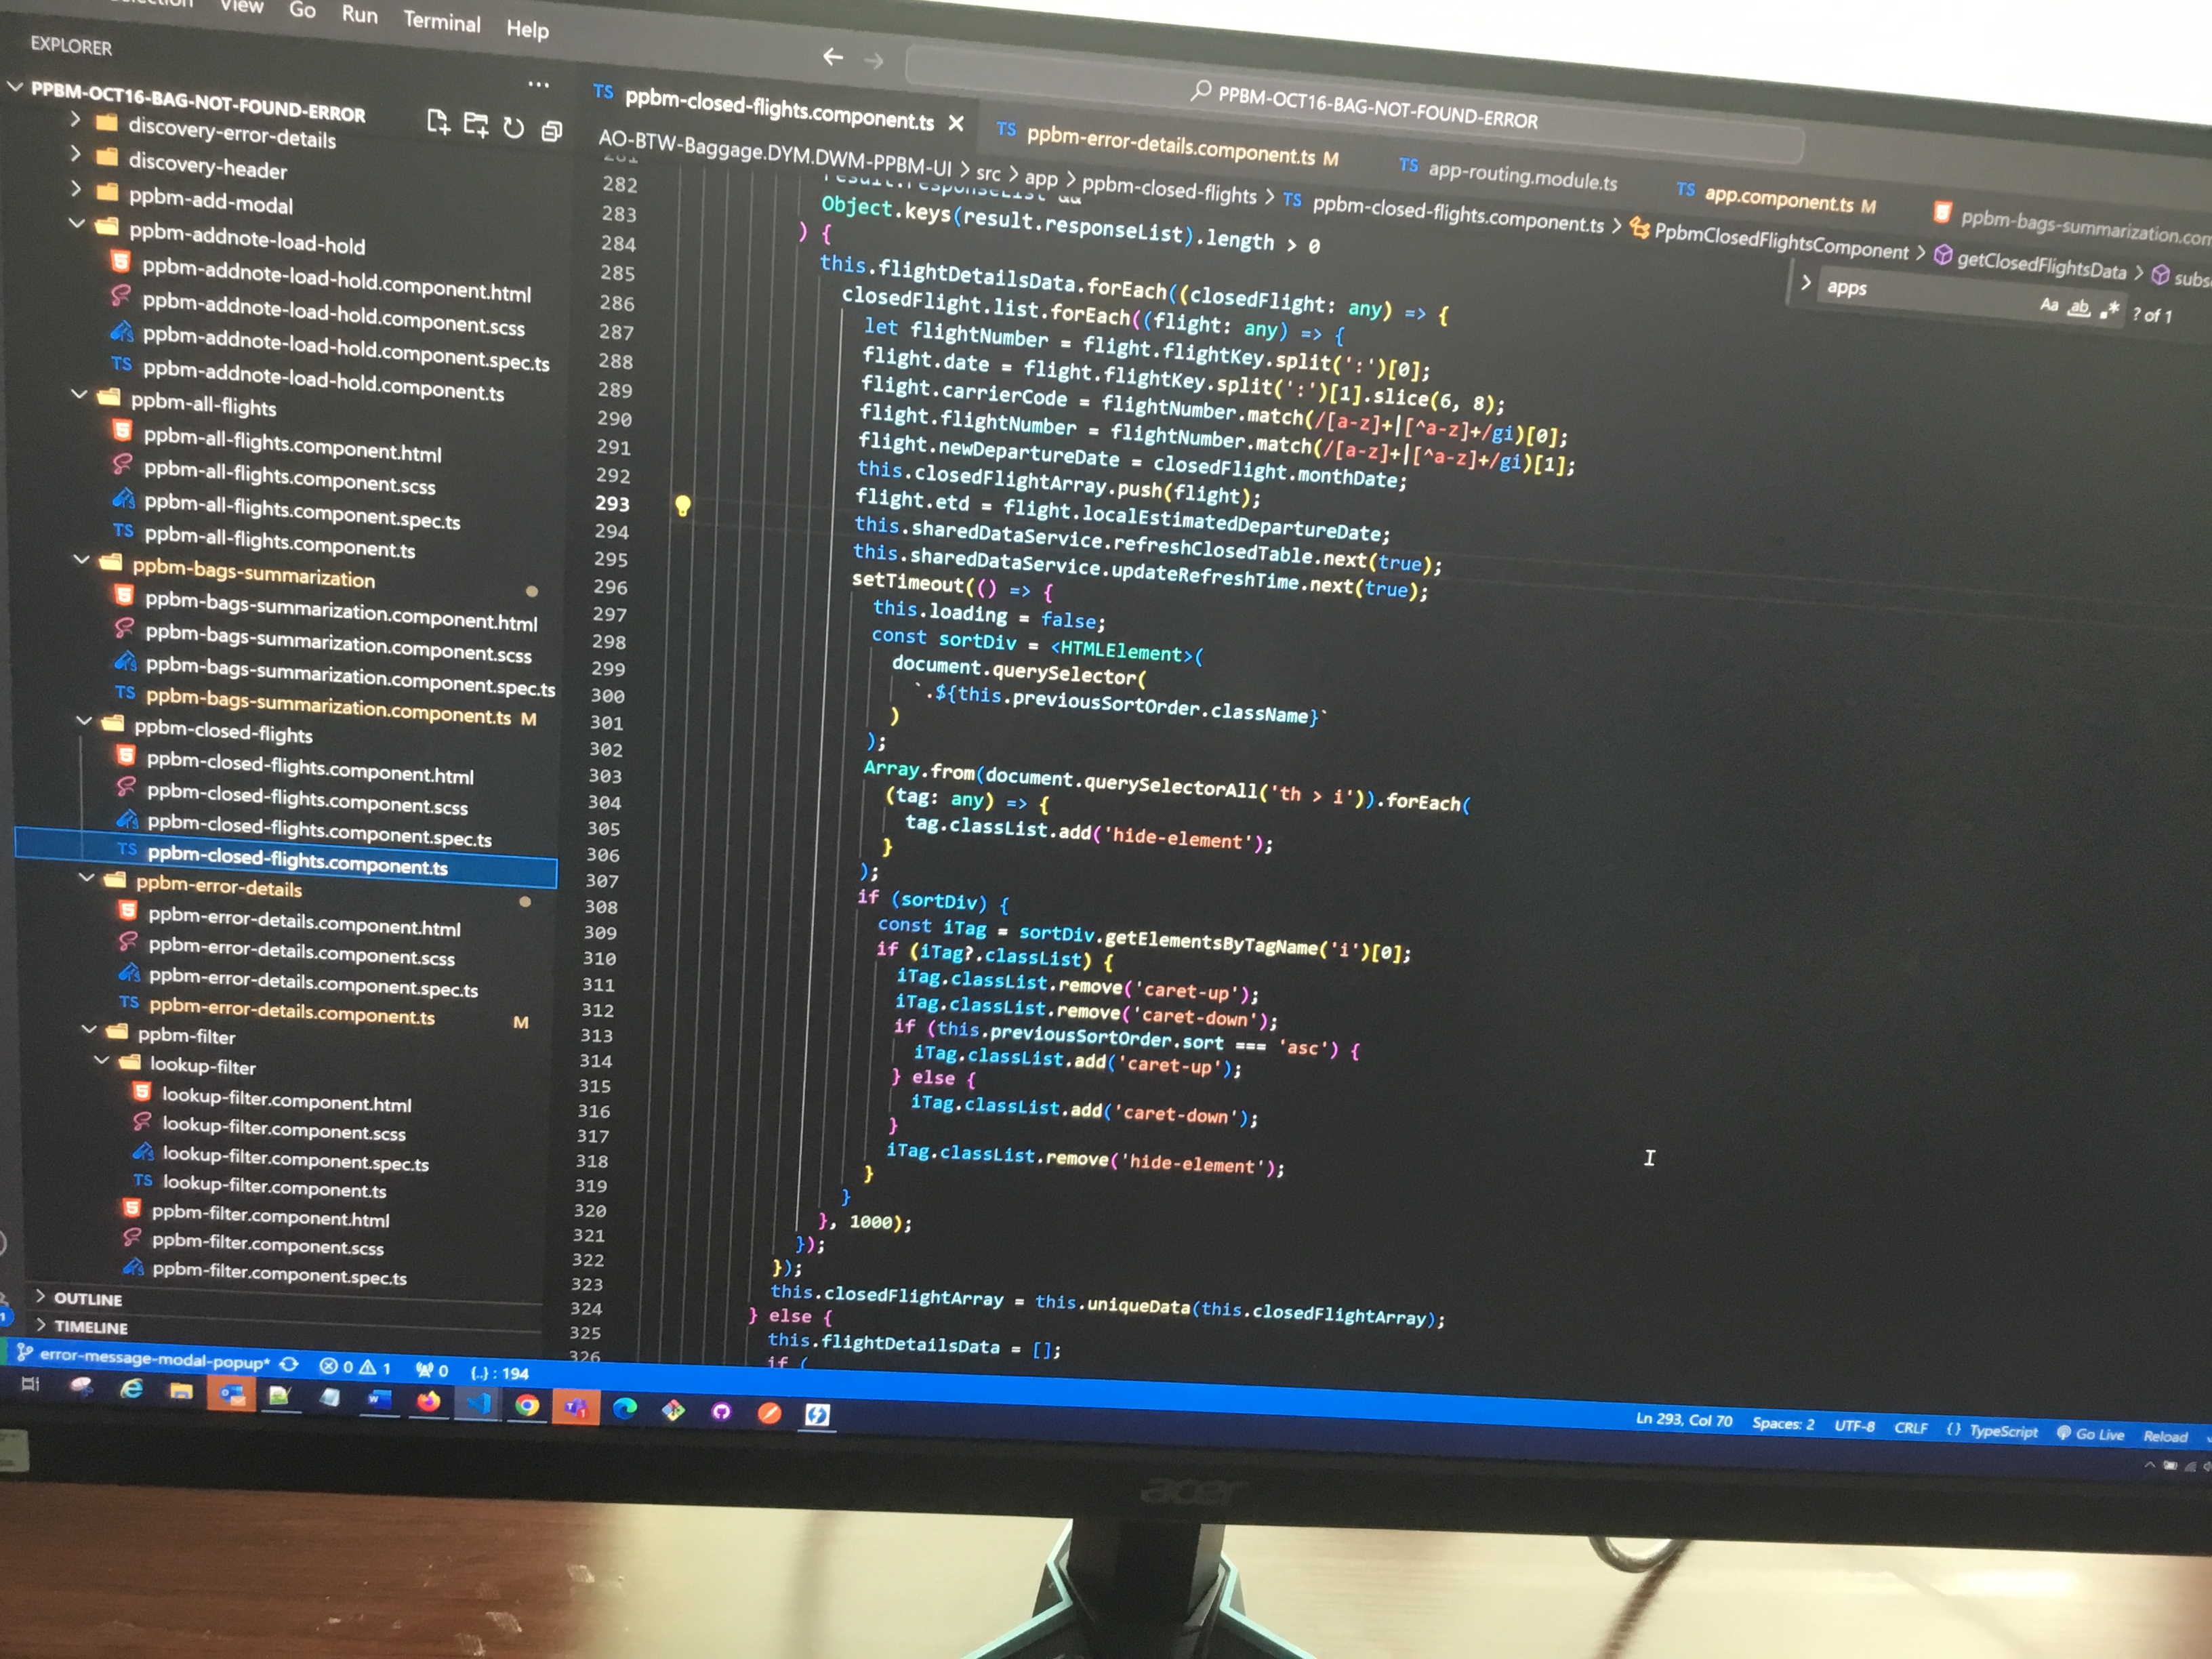 View Go Run Terminal Help
EXPLORER
PPBM-OCT16-BAG-NOT-FOUND-ERROR
discovery-error-details
discovery-header
ppbm-add-modal
ppbm-addnote-load-hold
ppbm-addnote-load-hold.component.html
ppbm-addnote-load-hold.component.scss
ppbm-addnote-load-hold.component.spec.ts
TS ppbm-addnote-load-hold.component.ts
ppbm-all-flights
ppbm-all-flights.component.html
ppbm-all-flights.component.scss
ppbm-all-flights.component.spec.ts
TS ppbm-all-flights.component.ts
ppbm-bags-summarization
ppbm-bags-summarization.component.html
ppbm-bags-summarization.component.scss
ppbm-bags-summarization.component.spec.ts
TS ppbm-bags-summarization.component.ts M
ppbm-closed-flights
ppbm-closed-flights.component.html
ppbm-closed-flights.component.scss
ppbm-closed-flights.component.spec.ts
TS ppbm-closed-flights.component.ts
ppbm-error-details
ppbm-error-details.component.html
ppbm-error-details.component.scss
ppbm-error-details.component.spec.ts
TS ppbm-error-details.component.ts M
ppbm-filter
lookup-filter
lookup-filter.component.html
lookup-filter.component.scss
lookup-filter.component.spec.ts
TS lookup-filter.component.ts
ppbm-filter.component.html
ppbm-filter.component.scss
ppbm-filter.component.spec.ts
OUTLINE
TIMELINE
PPBM-OCT16-BAG-NOT-FOUND-ERROR
TS ppbm-closed-flights.component.ts × TS ppbm-error-details.component.ts M TS app-routing.module.ts TS app.component.ts M ppbm-bags-summarization.com
AO-BTW-Baggage.DYM.DWM-PPBM-UI > src > app > ppbm-closed-flights > TS ppbm-closed-flights.component.ts > PpbmClosedFlightsComponent > getClosedFlightsData > subs
apps Aa ab .* ? of 1
282 result.responseList &&
283 Object.keys(result.responseList).length > 0
284 ) {
285 this.flightDetailsData.forEach((closedFlight: any) => {
286 closedFlight.list.forEach((flight: any) => {
287 let flightNumber = flight.flightKey.split(':')[0];
288 flight.date = flight.flightKey.split(':')[1].slice(6, 8);
289 flight.carrierCode = flightNumber.match(/[a-z]+|[^a-z]+/gi)[0];
290 flight.flightNumber = flightNumber.match(/[a-z]+|[^a-z]+/gi)[1];
291 flight.newDepartureDate = closedFlight.monthDate;
292 this.closedFlightArray.push(flight);
293 flight.etd = flight.localEstimatedDepartureDate;
294 this.sharedDataService.refreshClosedTable.next(true);
295 this.sharedDataService.updateRefreshTime.next(true);
296 setTimeout(() => {
297 this.loading = false;
298 const sortDiv = <HTMLElement>(
299 document.querySelector(
300 `.${this.previousSortOrder.className}`
301 )
302 );
303 Array.from(document.querySelectorAll('th > i')).forEach(
304 (tag: any) => {
305 tag.classList.add('hide-element');
306 }
307 );
308 if (sortDiv) {
309 const iTag = sortDiv.getElementsByTagName('i')[0];
310 if (iTag?.classList) {
311 iTag.classList.remove('caret-up');
312 iTag.classList.remove('caret-down');
313 if (this.previousSortOrder.sort === 'asc') {
314 iTag.classList.add('caret-up');
315 } else {
316 iTag.classList.add('caret-down');
317 }
318 iTag.classList.remove('hide-element');
319 }
320 }
321 }, 1000);
322 });
323 });
324 this.closedFlightArray = this.uniqueData(this.closedFlightArray);
325 } else {
326 this.flightDetailsData = [];
if (
error-message-modal-popup* 0 1 0 {..} : 194
Ln 293, Col 70 Spaces: 2 UTF-8 CRLF {} TypeScript Go Live Reload
acer